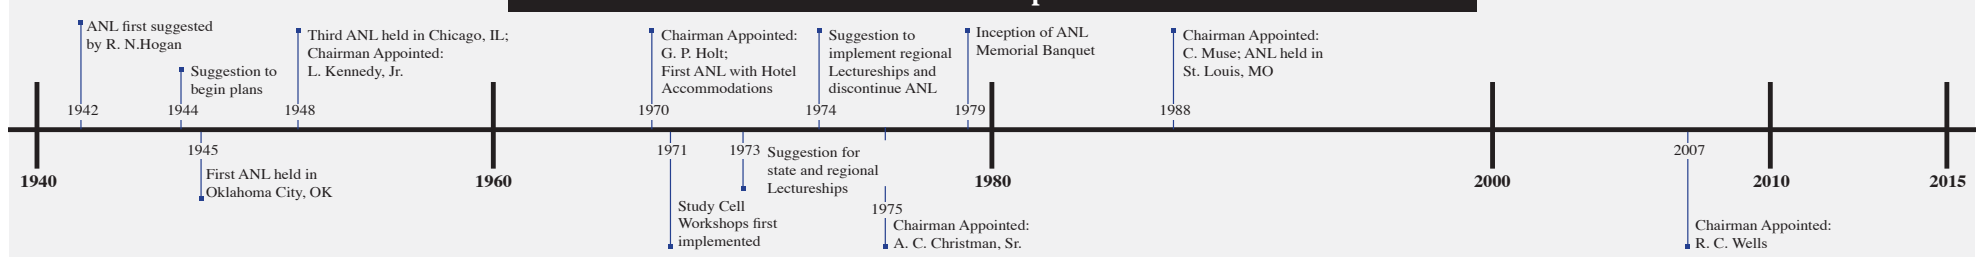 ANL first suggested
by R. N.Hogan
1942
Suggestion to
begin plans
1944
1945
First ANL held in
Oklahoma City, OK
Third ANL held in Chicago, IL;
Chairman Appointed:
L. Kennedy, Jr.
1948
Chairman Appointed:
G. P. Holt;
First ANL with Hotel
Accommodations
1970
1971
Study Cell
Workshops first
implemented
1973
Suggestion for
state and regional
Lectureships
Suggestion to
implement regional
Lectureships and
discontinue ANL
1974
1975
Chairman Appointed:
A. C. Christman, Sr.
Inception of ANL
Memorial Banquet
1979
Chairman Appointed:
C. Muse; ANL held in
St. Louis, MO
1988
2007
Chairman Appointed:
R. C. Wells
1940
1960
1980
2000
2010
2015